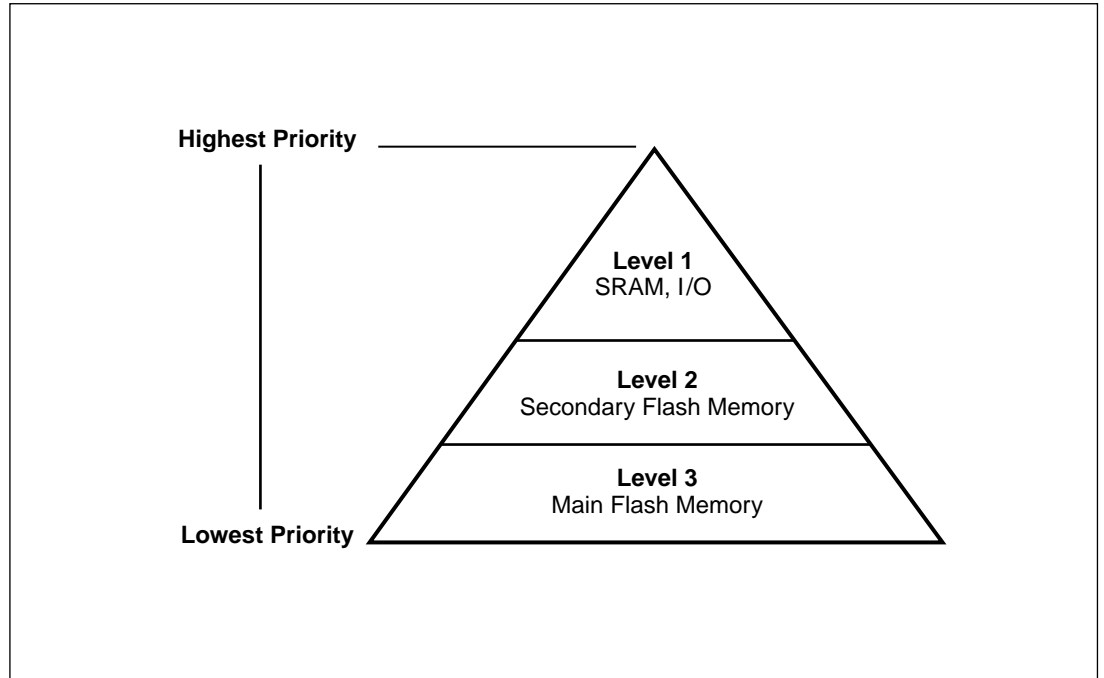 Highest Priority
Level 1
SRAM, I/O
Level 2
Secondary Flash Memory
Level 3
Main Flash Memory
Lowest Priority